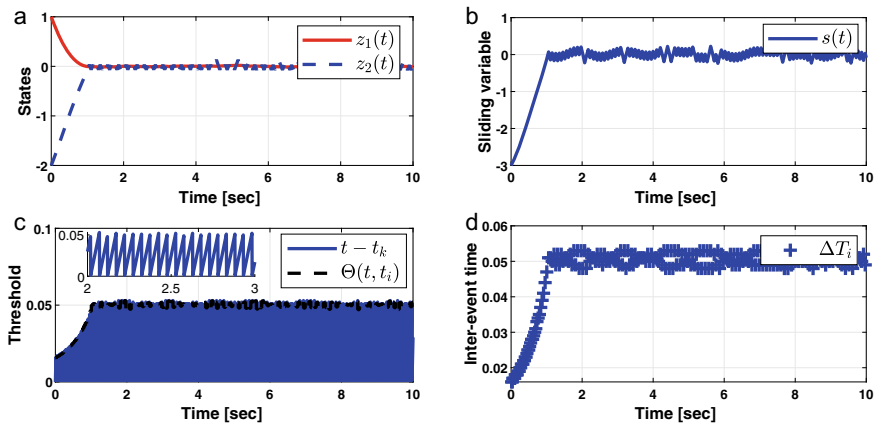 a
1
0
-1
-2
0
2
4
6
8
10
States
Time [sec]
z₁(t)
z₂(t)
b
1
0
-1
-2
-3
0
2
4
6
8
10
Sliding variable
Time [sec]
s(t)
c
0.1
0.05
0
0
2
4
6
8
10
Threshold
Time [sec]
0.05
0
2
2.5
3
t − tₖ
Θ(t, tᵢ)
d
0.06
0.05
0.04
0.03
0.02
0
2
4
6
8
10
Inter-event time
Time [sec]
ΔTᵢ